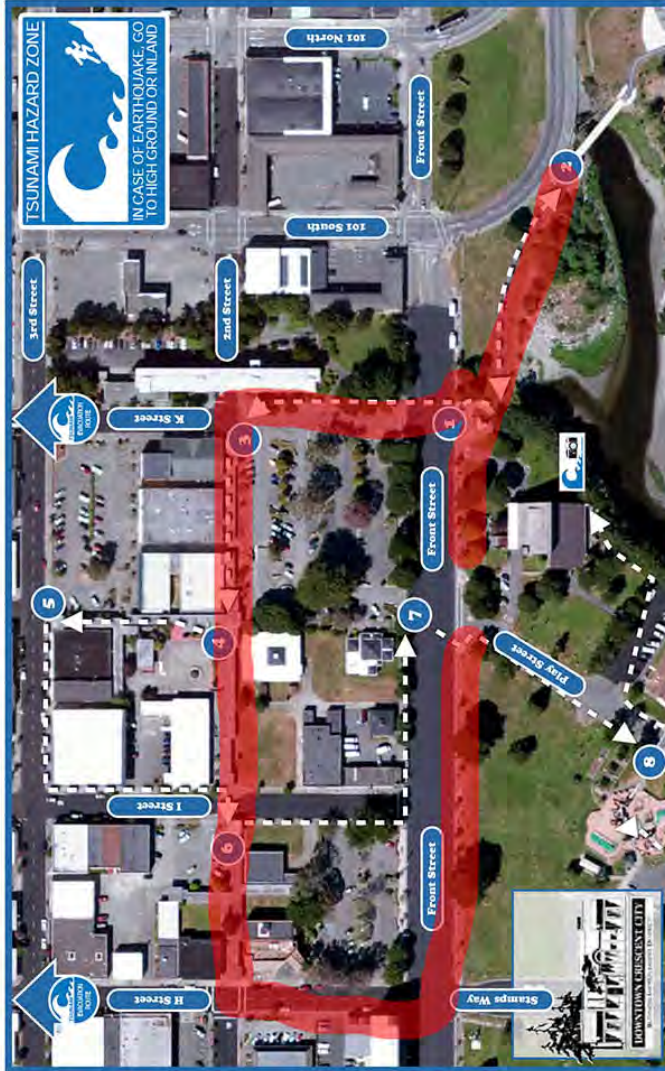 TSUNAMI HAZARD ZONE
IN CASE OF EARTHQUAKE, GO
TO HIGH GROUND OR INLAND
101 North
Front Street
2
101 South
3rd Street
2nd Street
EVACUATION
ROUTE
K Street
3
1
Front Street
5
4
7
Play Street
8
I Street
6
Front Street
EVACUATION
ROUTE
H Street
Stamps Way
DOWNTOWN CRESCENT CITY